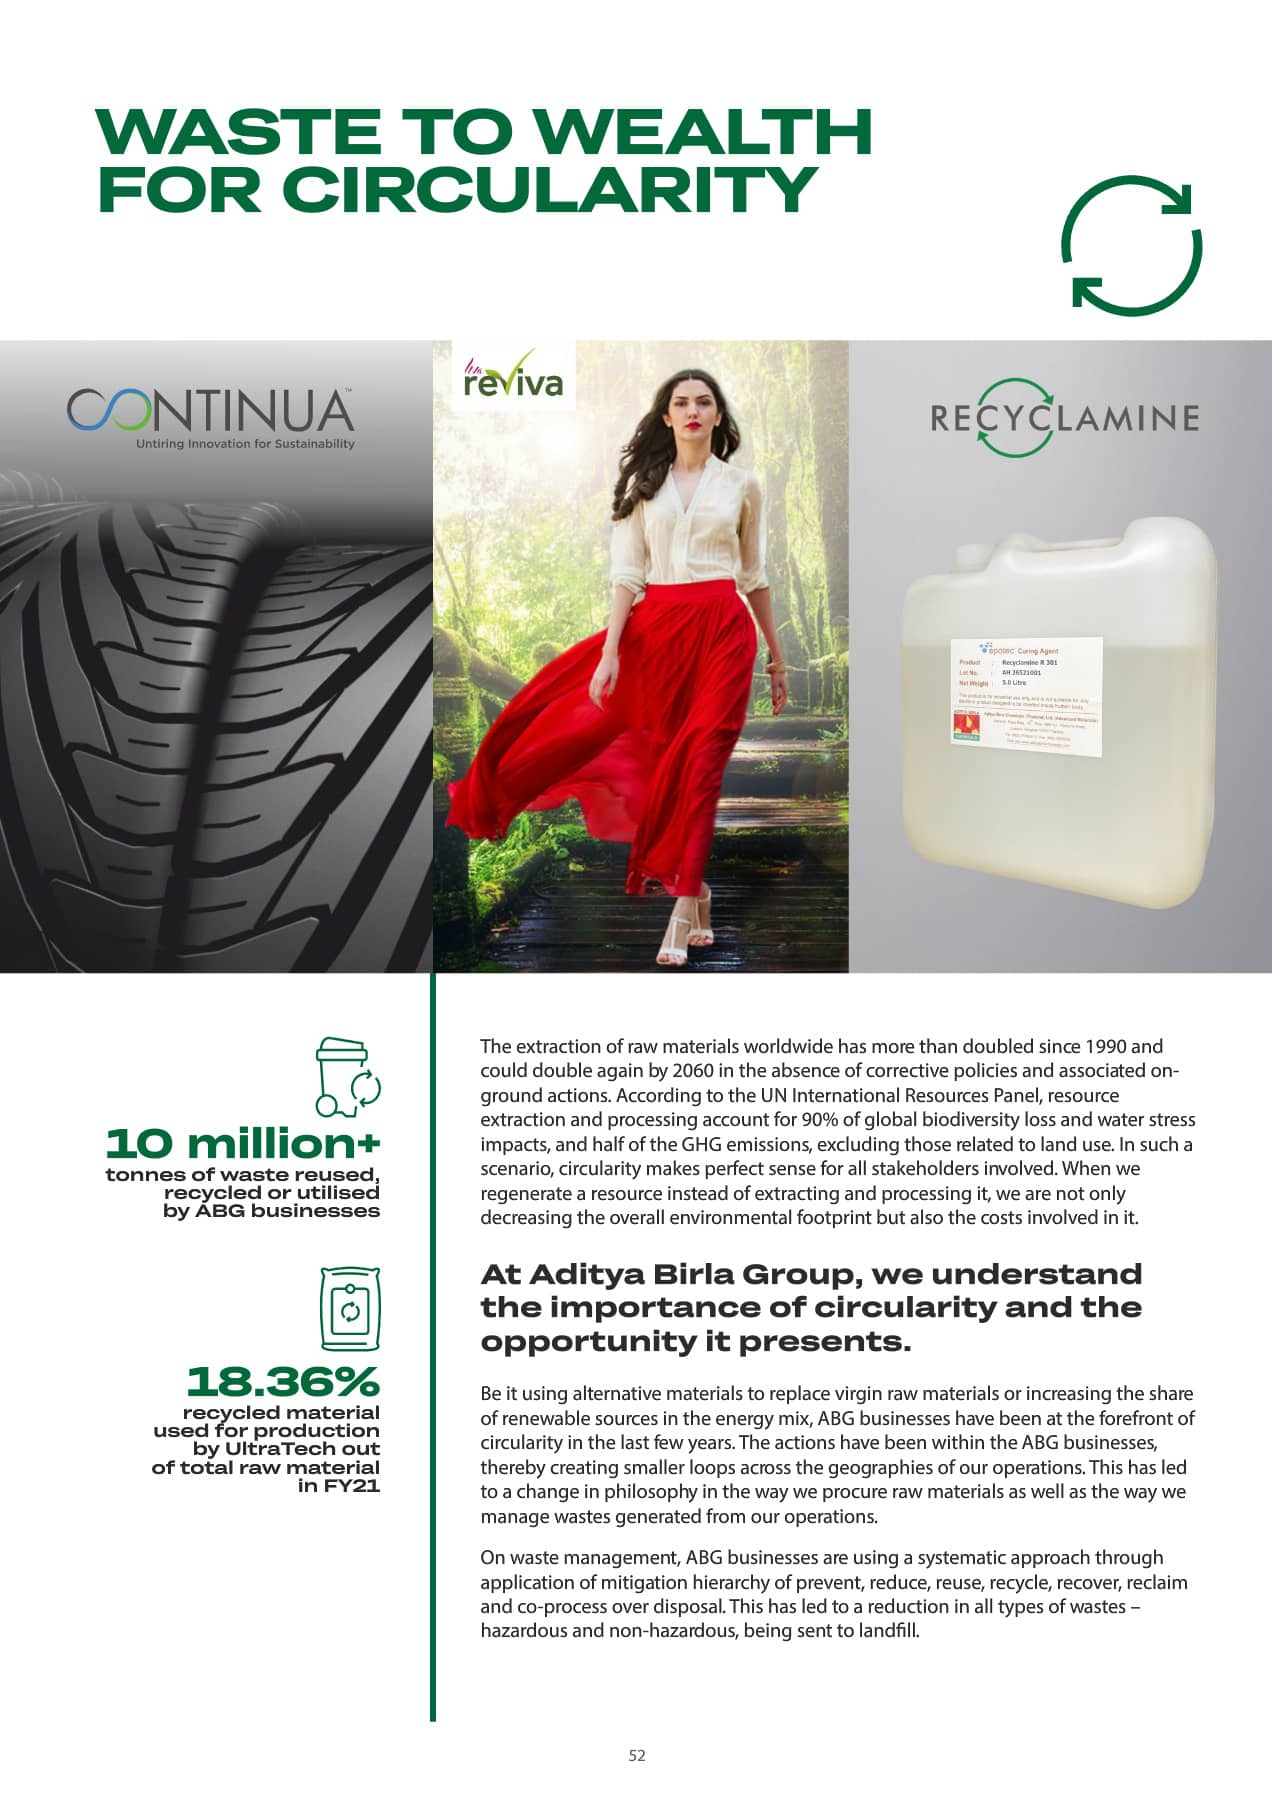 WASTE TO WEALTH
FOR CIRCULARITY
CONTINUA™
Untiring Innovation for Sustainability
liva
reviva
RECYCLAMINE
epotec® Curing Agent
Product : Recyclamine R 301
Lot No. : AH 26521001
Net Weight : 5.0 Litre
10 million+
tonnes of waste reused,
recycled or utilised
by ABG businesses
18.36%
recycled material
used for production
by UltraTech out
of total raw material
in FY21
The extraction of raw materials worldwide has more than doubled since 1990 and
could double again by 2060 in the absence of corrective policies and associated on-
ground actions. According to the UN International Resources Panel, resource
extraction and processing account for 90% of global biodiversity loss and water stress
impacts, and half of the GHG emissions, excluding those related to land use. In such a
scenario, circularity makes perfect sense for all stakeholders involved. When we
regenerate a resource instead of extracting and processing it, we are not only
decreasing the overall environmental footprint but also the costs involved in it.
At Aditya Birla Group, we understand
the importance of circularity and the
opportunity it presents.
Be it using alternative materials to replace virgin raw materials or increasing the share
of renewable sources in the energy mix, ABG businesses have been at the forefront of
circularity in the last few years. The actions have been within the ABG businesses,
thereby creating smaller loops across the geographies of our operations. This has led
to a change in philosophy in the way we procure raw materials as well as the way we
manage wastes generated from our operations.
On waste management, ABG businesses are using a systematic approach through
application of mitigation hierarchy of prevent, reduce, reuse, recycle, recover, reclaim
and co-process over disposal. This has led to a reduction in all types of wastes –
hazardous and non-hazardous, being sent to landfill.
52